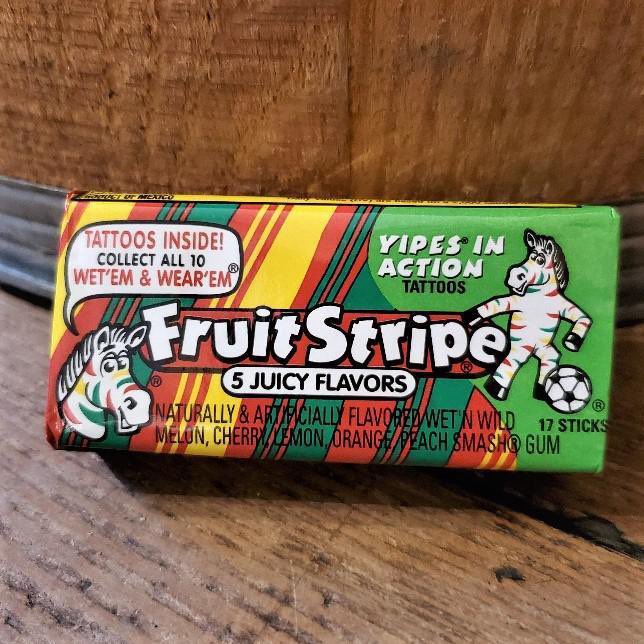 PRODUCT OF MEXICO
TATTOOS INSIDE!
COLLECT ALL 10
WET'EM & WEAR'EM®
YIPES® IN
ACTION
TATTOOS
Fruit Stripe®
5 JUICY FLAVORS
NATURALLY & ARTIFICIALLY FLAVORED WET'N WILD
MELON, CHERRY, LEMON, ORANGE, PEACH SMASH® GUM
17 STICKS